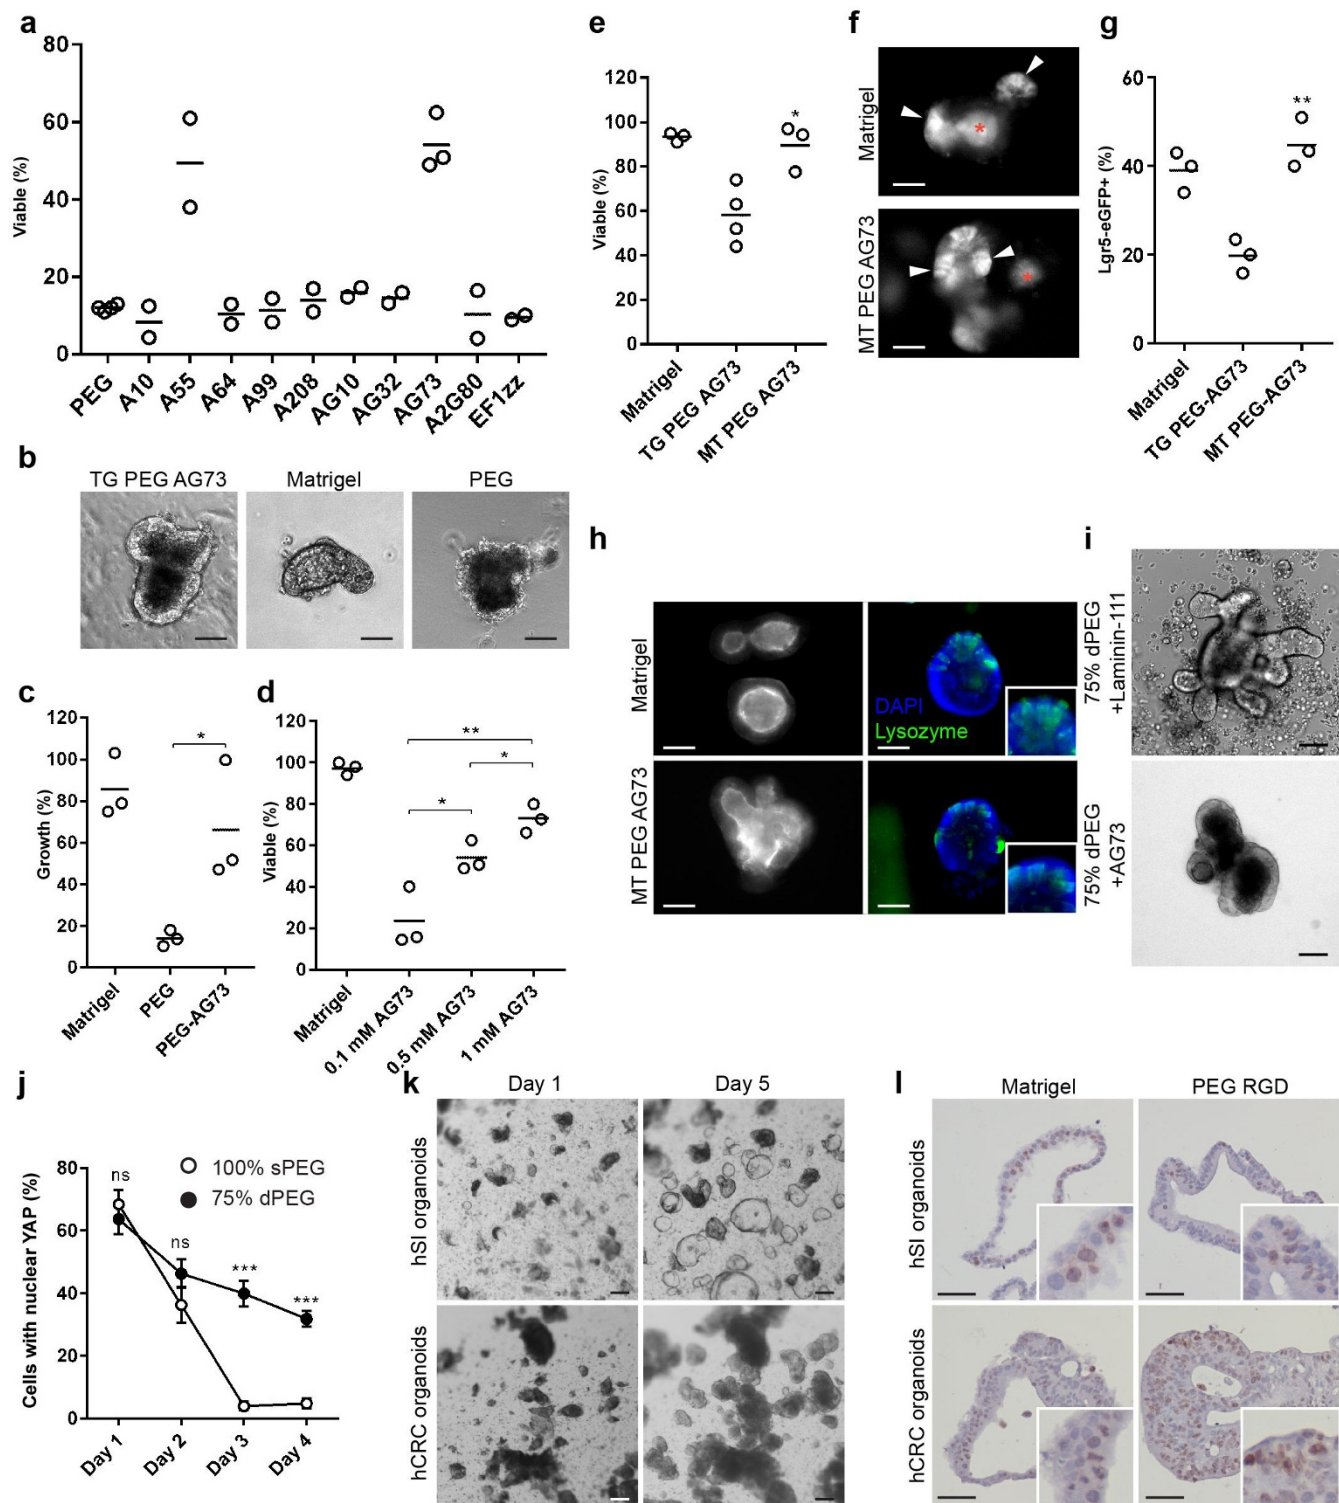 a
Viable (%)
80
60
40
20
0
PEG
A10
A55
A64
A99
A208
AG10
AG32
AG73
A2G80
EF1zz
b
TG PEG AG73
Matrigel
PEG
c
Growth (%)
120
100
80
60
40
20
0
*
Matrigel
PEG
PEG-AG73
d
Viable (%)
120
100
80
60
40
20
0
**
*
*
Matrigel
0.1 mM AG73
0.5 mM AG73
1 mM AG73
e
Viable (%)
120
100
80
60
40
20
0
*
Matrigel
TG PEG AG73
MT PEG AG73
f
Matrigel
*
MT PEG AG73
*
g
Lgr5-eGFP+ (%)
60
40
20
0
**
Matrigel
TG PEG-AG73
MT PEG-AG73
h
Matrigel
DAPI
Lysozyme
MT PEG AG73
i
75% dPEG
+Laminin-111
75% dPEG
+AG73
j
Cells with nuclear YAP (%)
80
60
40
20
0
100% sPEG
75% dPEG
ns
ns
***
***
Day 1
Day 2
Day 3
Day 4
k
Day 1
Day 5
hSI organoids
hCRC organoids
l
Matrigel
PEG RGD
hSI organoids
hCRC organoids